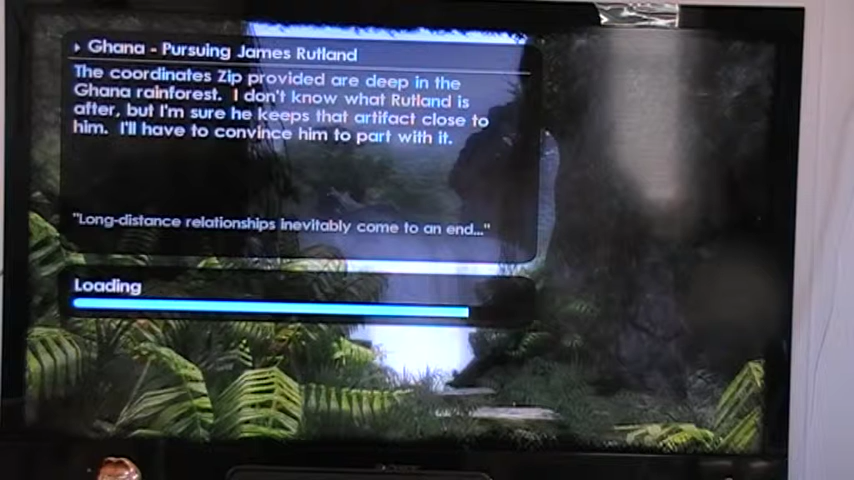 Ghana - Pursuing James Rutland
The coordinates Zip provided are deep in the
Ghana rainforest. I don't know what Rutland is
after, but I'm sure he keeps that artifact close to
him. I'll have to convince him to part with it.
"Long-distance relationships inevitably come to an end..."
Loading
SONY